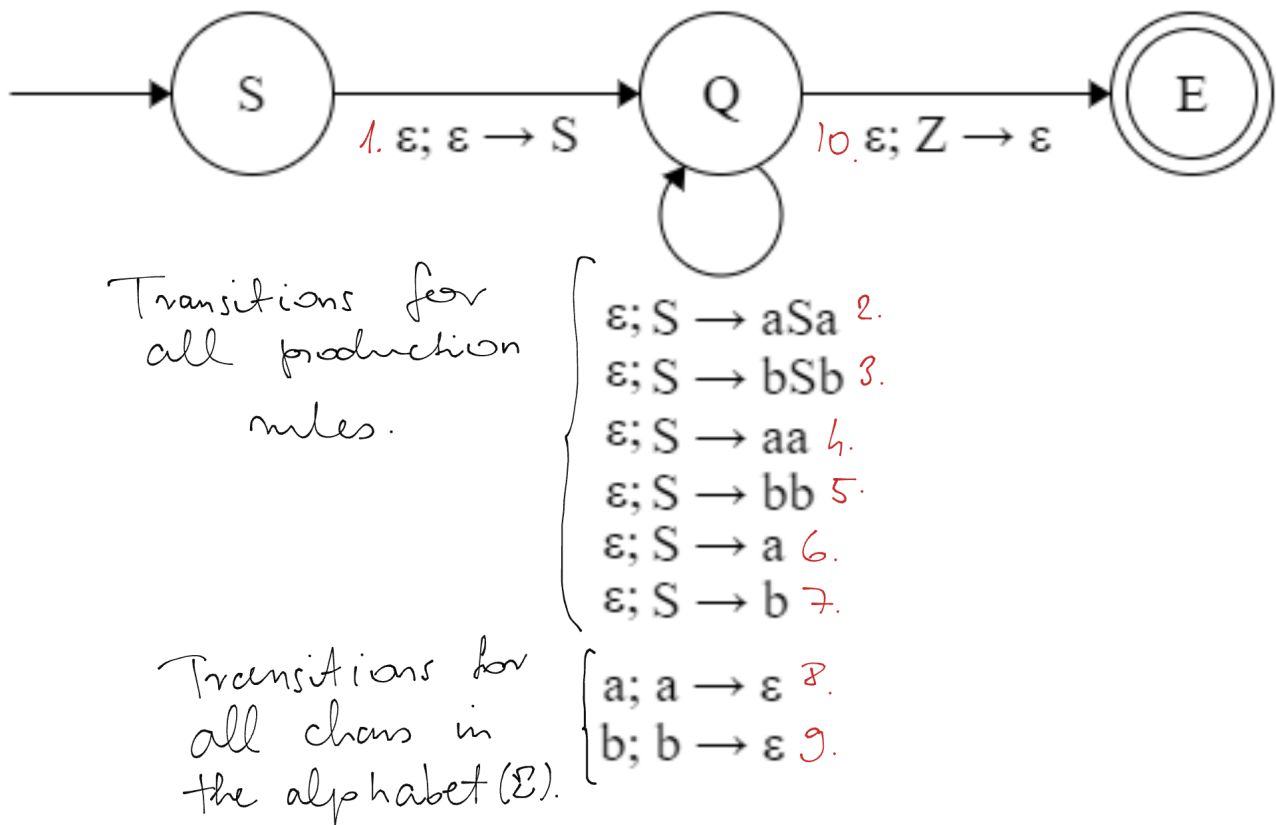 S
Q
E
1. ε; ε → S
10. ε; Z → ε
Transitions for
all production
rules.
ε; S → aSa 2.
ε; S → bSb 3.
ε; S → aa 4.
ε; S → bb 5.
ε; S → a 6.
ε; S → b 7.
Transitions for
all chars in
the alphabet (Σ).
a; a → ε 8.
b; b → ε 9.